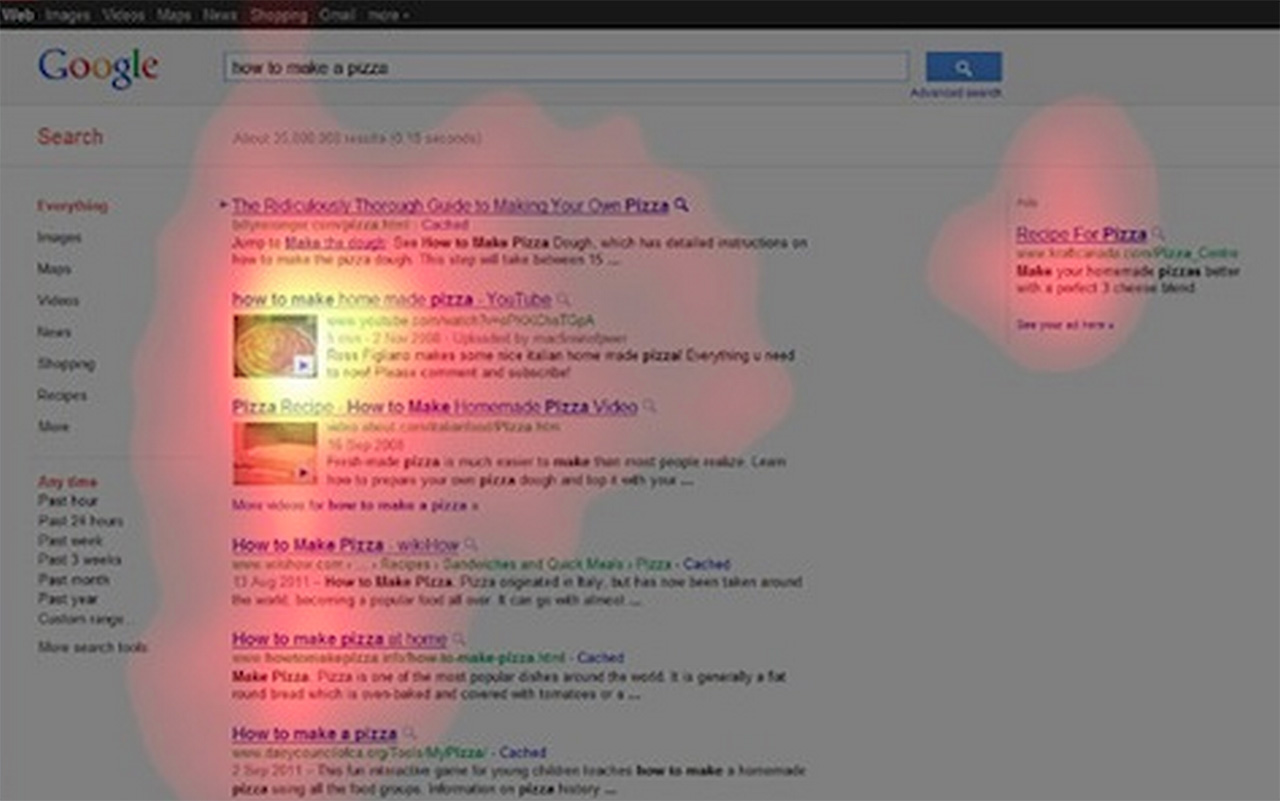 Web Images Videos Maps News Shopping Gmail more
Google
how to make a pizza
Advanced search
Search
About results (0.18 seconds)
Everything
Images
Maps
Videos
News
Shopping
Recipes
More
Any time
Past hour
Past 24 hours
Past week
Past 3 weeks
Past month
Past year
Custom range...
More search tools
The Ridiculously Thorough Guide to Making Your Own Pizza
Cached
Jump to Make the dough: See How to Make Pizza Dough, which has detailed instructions on
how to make the pizza dough. This step will take between 15 ...
how to make home made pizza - YouTube
5 min - 2 Nov 2008 - Uploaded by
Ross Figliano makes some nice italian home made pizza! Everything u need
to no! Please comment and subscribe!
Pizza Recipe - How to Make Homemade Pizza Video
video.about.com/italianfood/Pizza.htm
16 Sep 2008
Fresh-made pizza is much easier to make than most people realize. Learn
how to prepare your own pizza dough and top it with your ...
More videos for how to make a pizza »
How to Make Pizza - wikiHow
www.wikihow.com › ... › Recipes › Sandwiches and Quick Meals › Pizza - Cached
13 Aug 2011 – How to Make Pizza. Pizza originated in Italy, but has now been taken around
the world, becoming a popular food all over. It can go with almost ...
How to make pizza at home
www.howtomakepizza.info/how-to-make-pizza.html - Cached
Make Pizza. Pizza is one of the most popular dishes around the world. It is generally a flat
round bread which is oven-baked and covered with tomatoes or a ...
How to make a pizza
www.dairycouncilofca.org/Tools/MyPizza/ - Cached
2 Sep 2011 – This fun interactive game for young children teaches how to make a homemade
pizza using all the food groups. Information on pizza history ...
Ads
Recipe For Pizza
www.kraftcanada.com/Pizza_Centre
Make your homemade pizzas better
with a perfect 3 cheese blend
See your ad here »